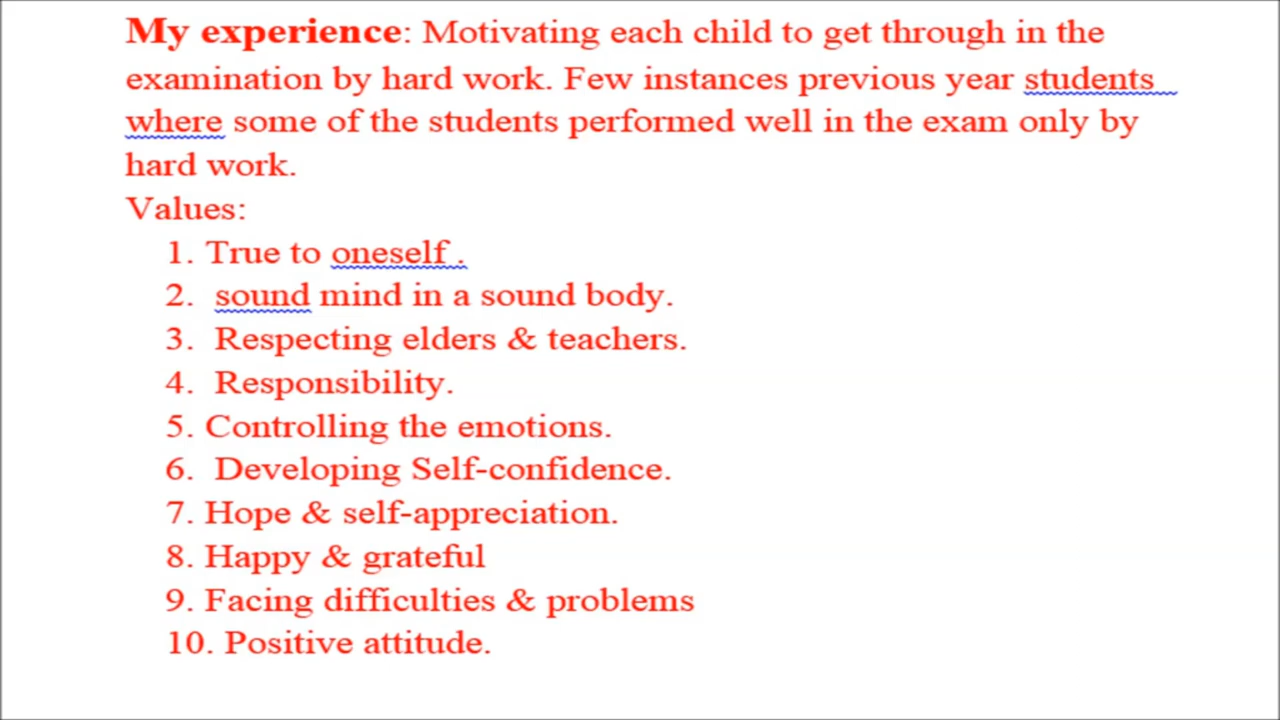 My experience: Motivating each child to get through in the
examination by hard work. Few instances previous year students
where some of the students performed well in the exam only by
hard work.
Values:
1. True to oneself .
2. sound mind in a sound body.
3. Respecting elders & teachers.
4. Responsibility.
5. Controlling the emotions.
6. Developing Self-confidence.
7. Hope & self-appreciation.
8. Happy & grateful
9. Facing difficulties & problems
10. Positive attitude.